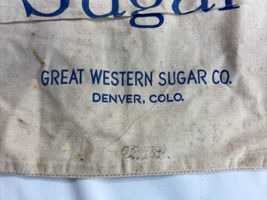 Sugar
GREAT WESTERN SUGAR CO.
DENVER, COLO.